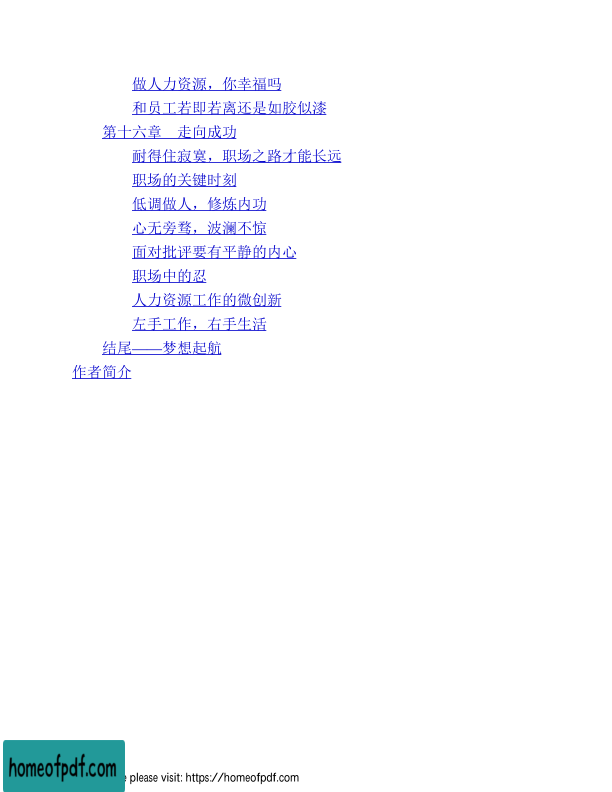 做人力资源，你幸福吗
和员工若即若离还是如胶似漆
第十六章　走向成功
耐得住寂寞，职场之路才能长远
职场的关键时刻
低调做人，修炼内功
心无旁骛，波澜不惊
面对批评要有平静的内心
职场中的忍
人力资源工作的微创新
左手工作，右手生活
结尾——梦想起航
作者简介
homeofpdf.com
please visit: https://homeofpdf.com